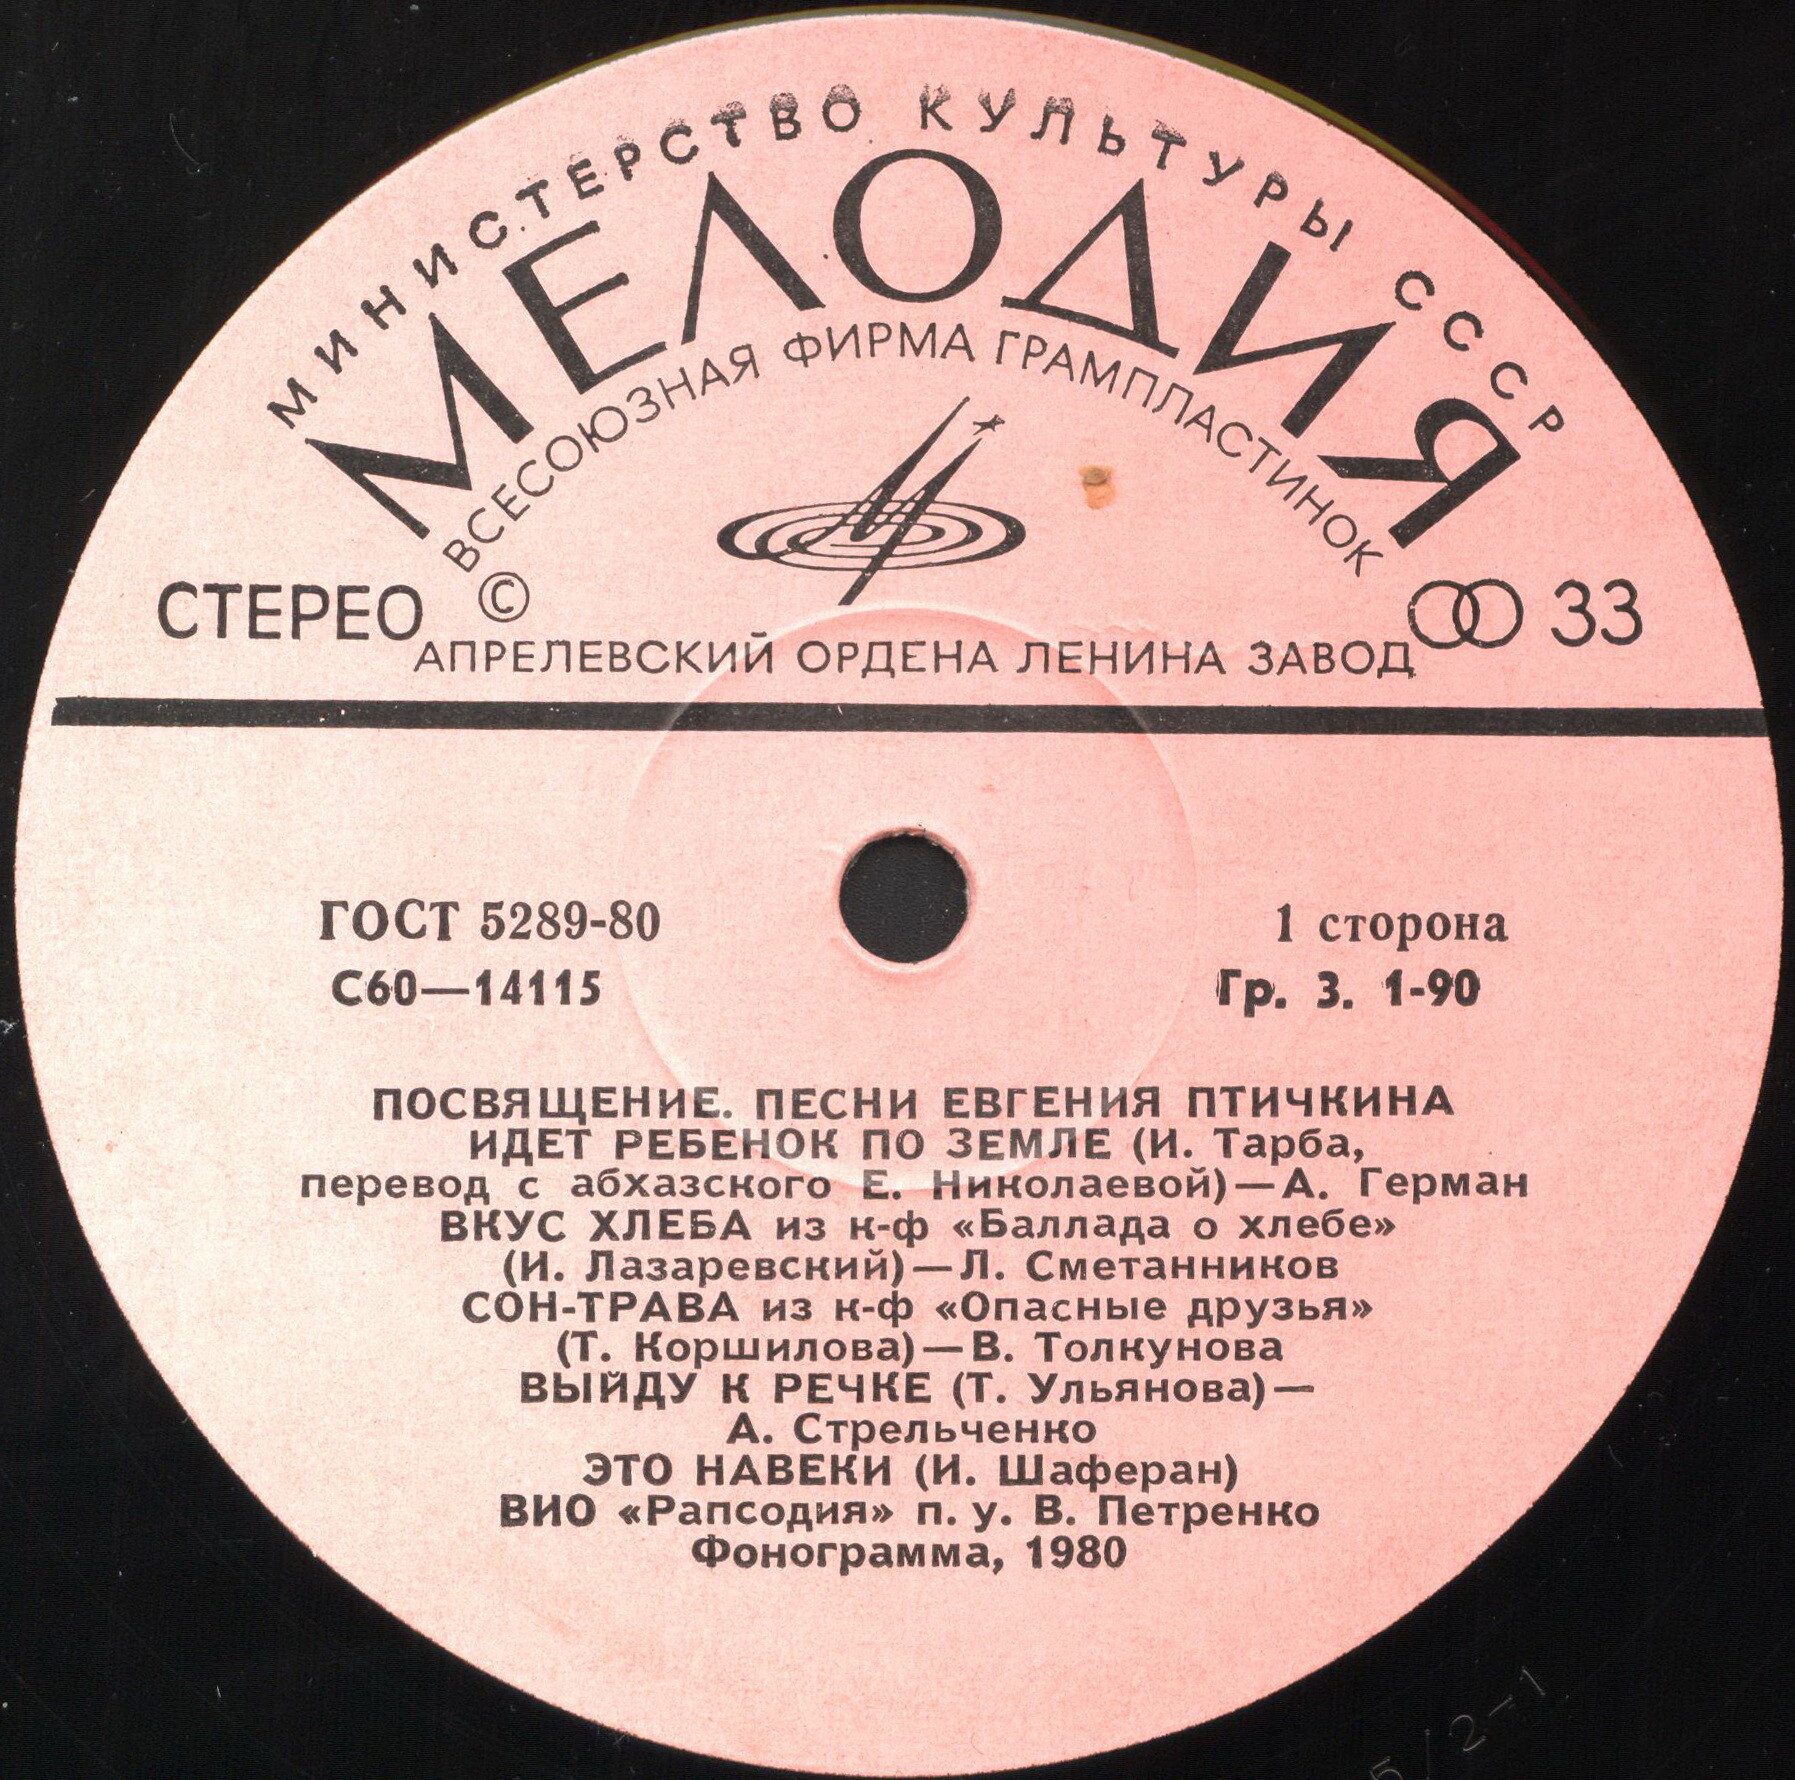 МИНИСТЕРСТВО КУЛЬТУРЫ СССР
МЕЛОДИЯ
ВСЕСОЮЗНАЯ ФИРМА ГРАМПЛАСТИНОК
СТЕРЕО © 33
АПРЕЛЕВСКИЙ ОРДЕНА ЛЕНИНА ЗАВОД
ГОСТ 5289-80 1 сторона
С60—14115 Гр. 3. 1-90
ПОСВЯЩЕНИЕ. ПЕСНИ ЕВГЕНИЯ ПТИЧКИНА
ИДЕТ РЕБЕНОК ПО ЗЕМЛЕ (И. Тарба,
перевод с абхазского Е. Николаевой)—А. Герман
ВКУС ХЛЕБА из к-ф «Баллада о хлебе»
(И. Лазаревский)—Л. Сметанников
СОН-ТРАВА из к-ф «Опасные друзья»
(Т. Коршилова)—В. Толкунова
ВЫЙДУ К РЕЧКЕ (Т. Ульянова)—
А. Стрельченко
ЭТО НАВЕКИ (И. Шаферан)
ВИО «Рапсодия» п. у. В. Петренко
Фонограмма, 1980